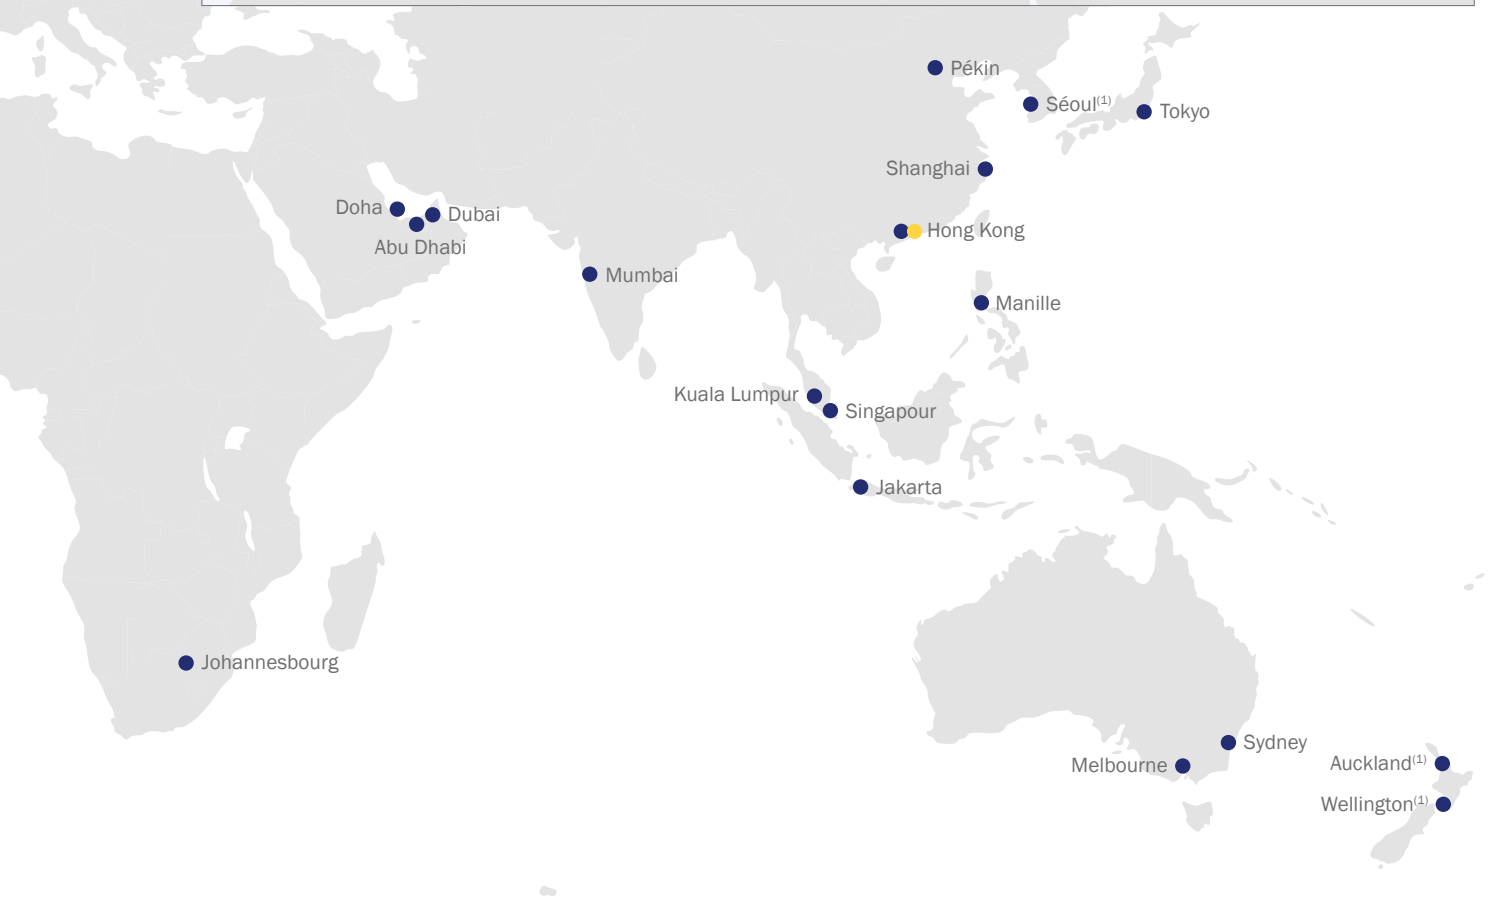 Pékin
Séoul(1)
Tokyo
Shanghai
Doha
Dubai
Abu Dhabi
Hong Kong
Mumbai
Manille
Kuala Lumpur
Singapour
Jakarta
Johannesbourg
Sydney
Melbourne
Auckland(1)
Wellington(1)